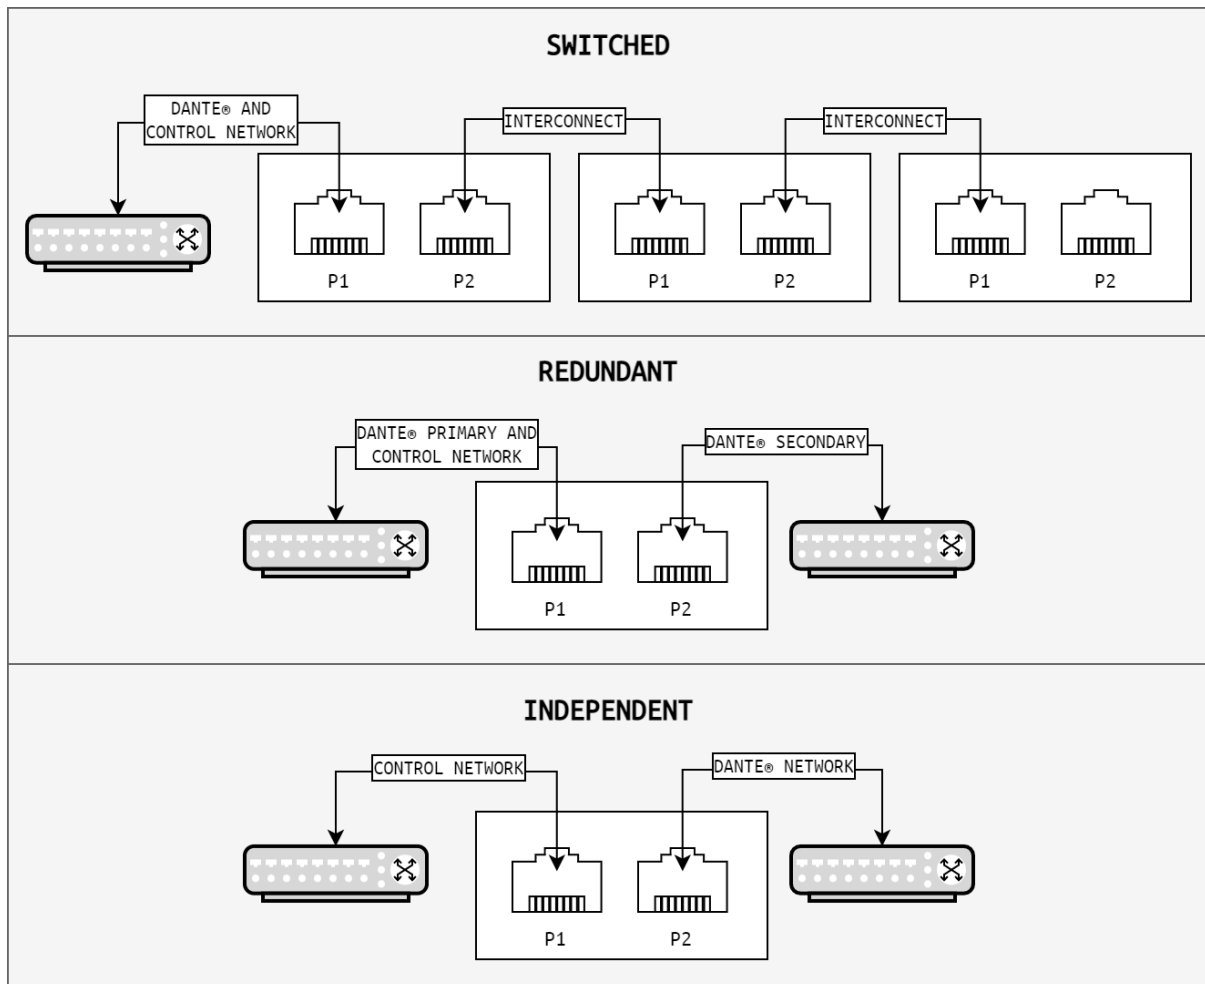 SWITCHED
DANTE® AND
CONTROL NETWORK
INTERCONNECT
INTERCONNECT
P1
P2
P1
P2
P1
P2
REDUNDANT
DANTE® PRIMARY AND
CONTROL NETWORK
DANTE® SECONDARY
P1
P2
INDEPENDENT
CONTROL NETWORK
DANTE® NETWORK
P1
P2